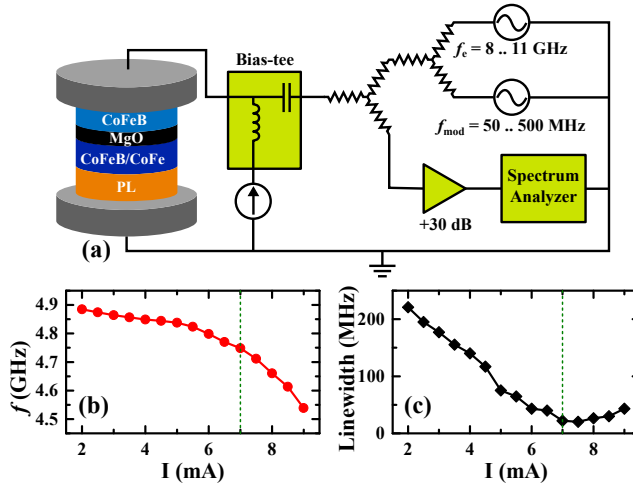 Bias-tee
f_e = 8 .. 11 GHz
f_mod = 50 .. 500 MHz
CoFeB
MgO
CoFeB/CoFe
PL
+30 dB
Spectrum
Analyzer
(a)
4.9
4.8
4.7
4.6
4.5
f (GHz)
(b)
2 4 6 8
I (mA)
200
100
0
Linewidth (MHz)
(c)
2 4 6 8
I (mA)